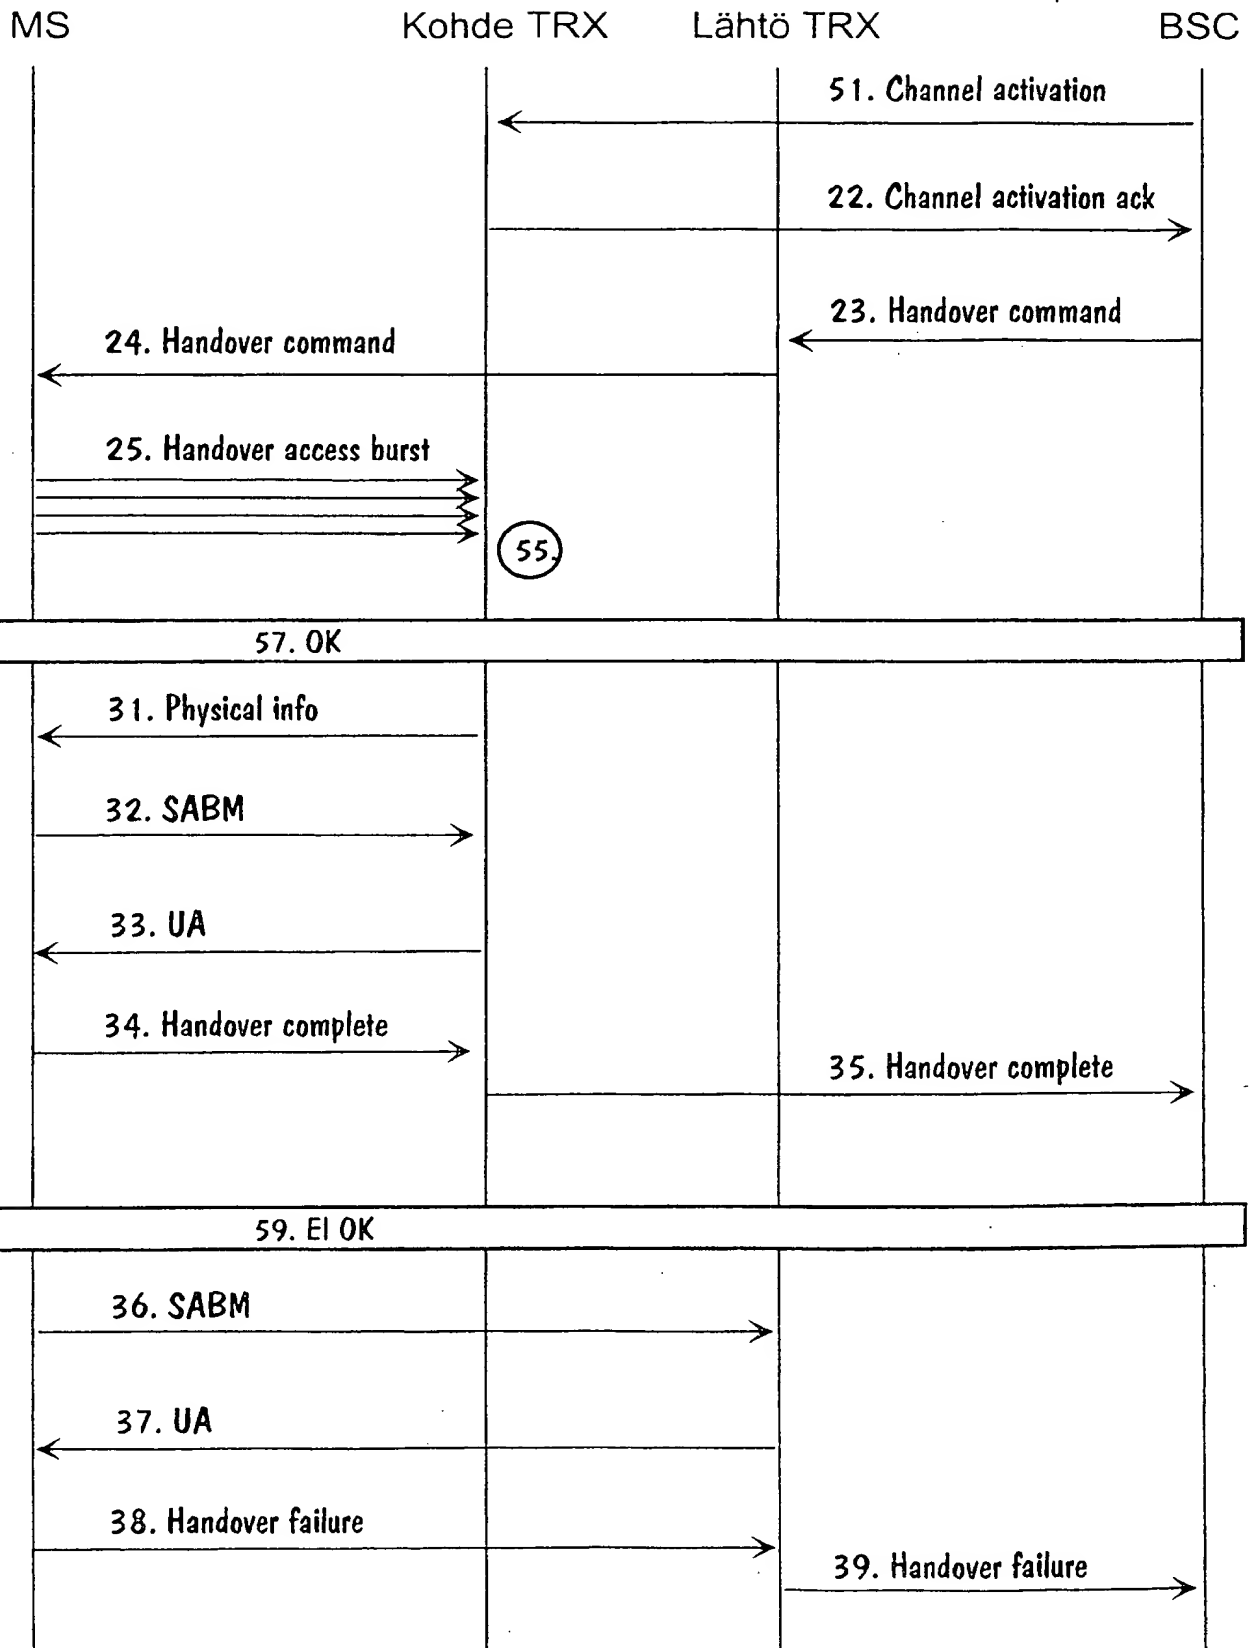 MS Kohde TRX Lähtö TRX BSC
51. Channel activation
22. Channel activation ack
23. Handover command
24. Handover command
25. Handover access burst
55.
57. OK
31. Physical info
32. SABM
33. UA
34. Handover complete
35. Handover complete
59. EI OK
36. SABM
37. UA
38. Handover failure
39. Handover failure